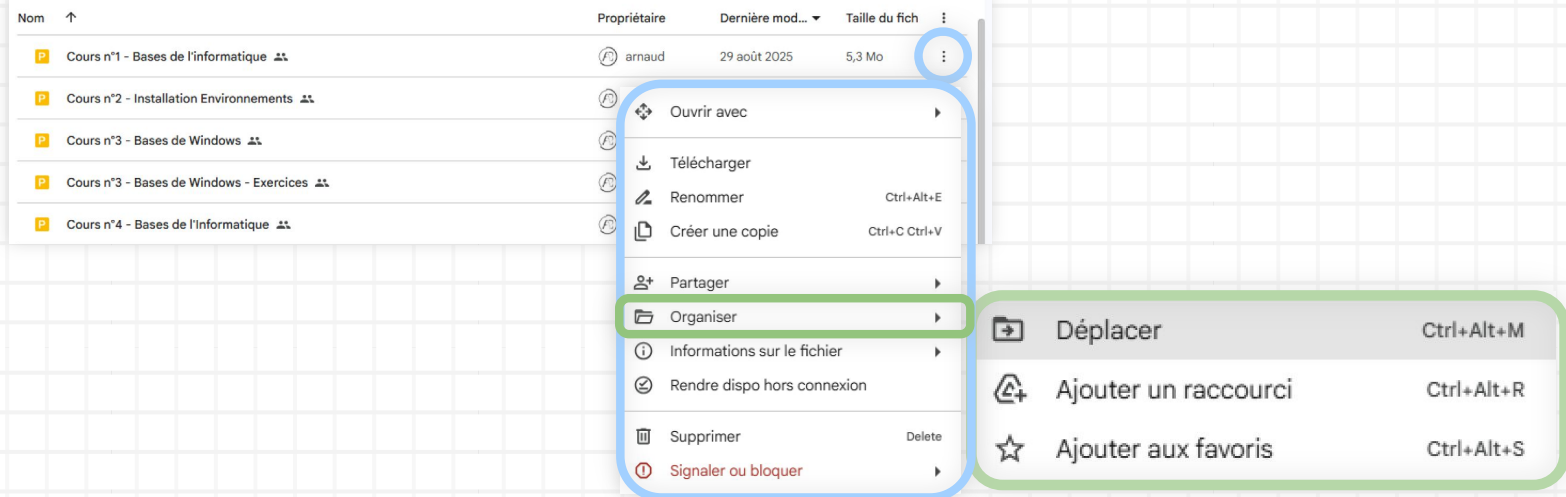 Nom Propriétaire Dernière mod... Taille du fich
P Cours n°1 - Bases de l'informatique arnaud 29 août 2025 5,3 Mo
P Cours n°2 - Installation Environnements
P Cours n°3 - Bases de Windows
P Cours n°3 - Bases de Windows - Exercices
P Cours n°4 - Bases de l'Informatique
Ouvrir avec
Télécharger
Renommer Ctrl+Alt+E
Créer une copie Ctrl+C Ctrl+V
Partager
Organiser
Informations sur le fichier
Rendre dispo hors connexion
Supprimer Delete
Signaler ou bloquer
Déplacer Ctrl+Alt+M
Ajouter un raccourci Ctrl+Alt+R
Ajouter aux favoris Ctrl+Alt+S